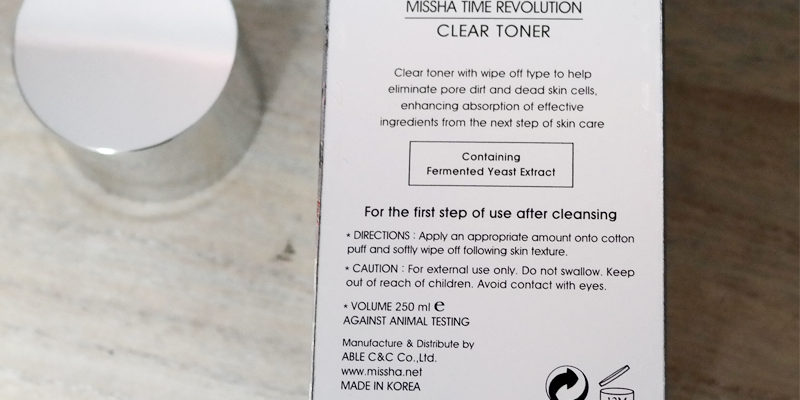 MISSHA TIME REVOLUTION
CLEAR TONER
Clear toner with wipe off type to help
eliminate pore dirt and dead skin cells,
enhancing absorption of effective
ingredients from the next step of skin care
Containing
Fermented Yeast Extract
For the first step of use after cleansing
* DIRECTIONS : Apply an appropriate amount onto cotton
puff and softly wipe off following skin texture.
* CAUTION : For external use only. Do not swallow. Keep
out of reach of children. Avoid contact with eyes.
* VOLUME 250 ml ℮
AGAINST ANIMAL TESTING
Manufacture & Distribute by
ABLE C&C Co.,Ltd.
www.missha.net
MADE IN KOREA